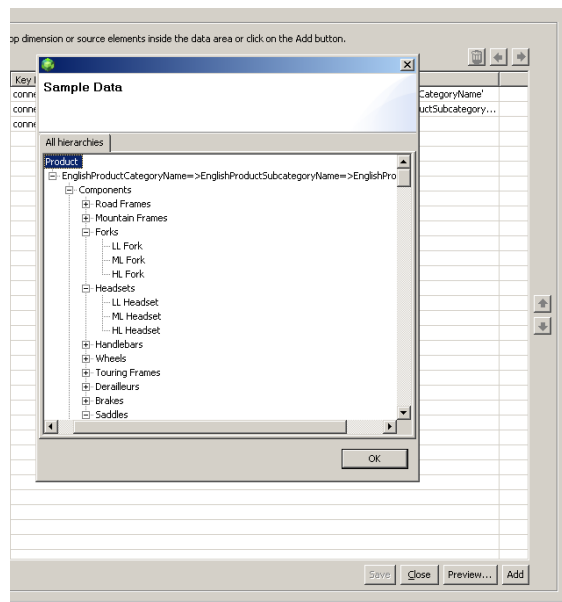 op dimension or source elements inside the data area or click on the Add button.
Key
Sample Data
conne
CategoryName'
conne
uctSubcategory...
conne
All hierarchies
Product
EnglishProductCategoryName=>EnglishProductSubcategoryName=>EnglishPro
Components
Road Frames
Mountain Frames
Forks
LL Fork
ML Fork
HL Fork
Headsets
LL Headset
ML Headset
HL Headset
Handlebars
Wheels
Touring Frames
Derailleurs
Brakes
Saddles
OK
Save Close Preview... Add